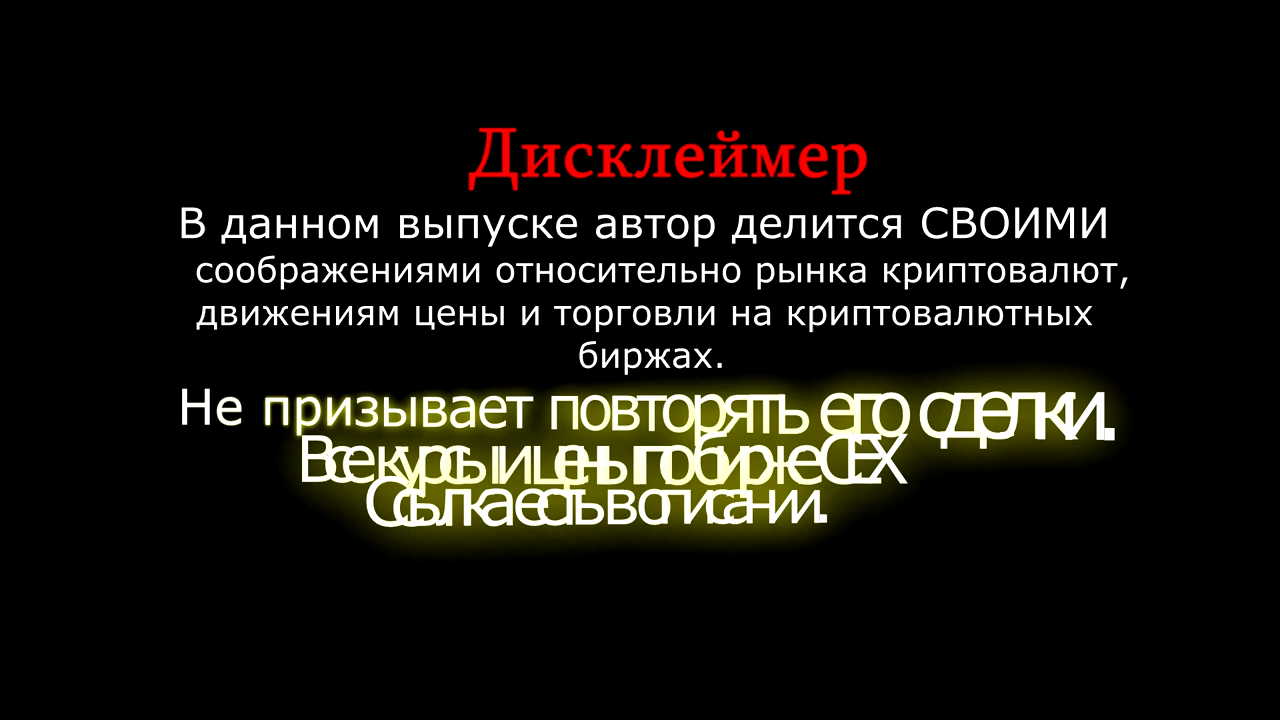 Дисклеймер
В данном выпуске автор делится СВОИМИ
соображениями относительно рынка криптовалют,
движениям цены и торговли на криптовалютных
биржах.
Не призывает повторять его сделки.
Все курсы и цены по бирже CEX
Ссылка есть в описании.